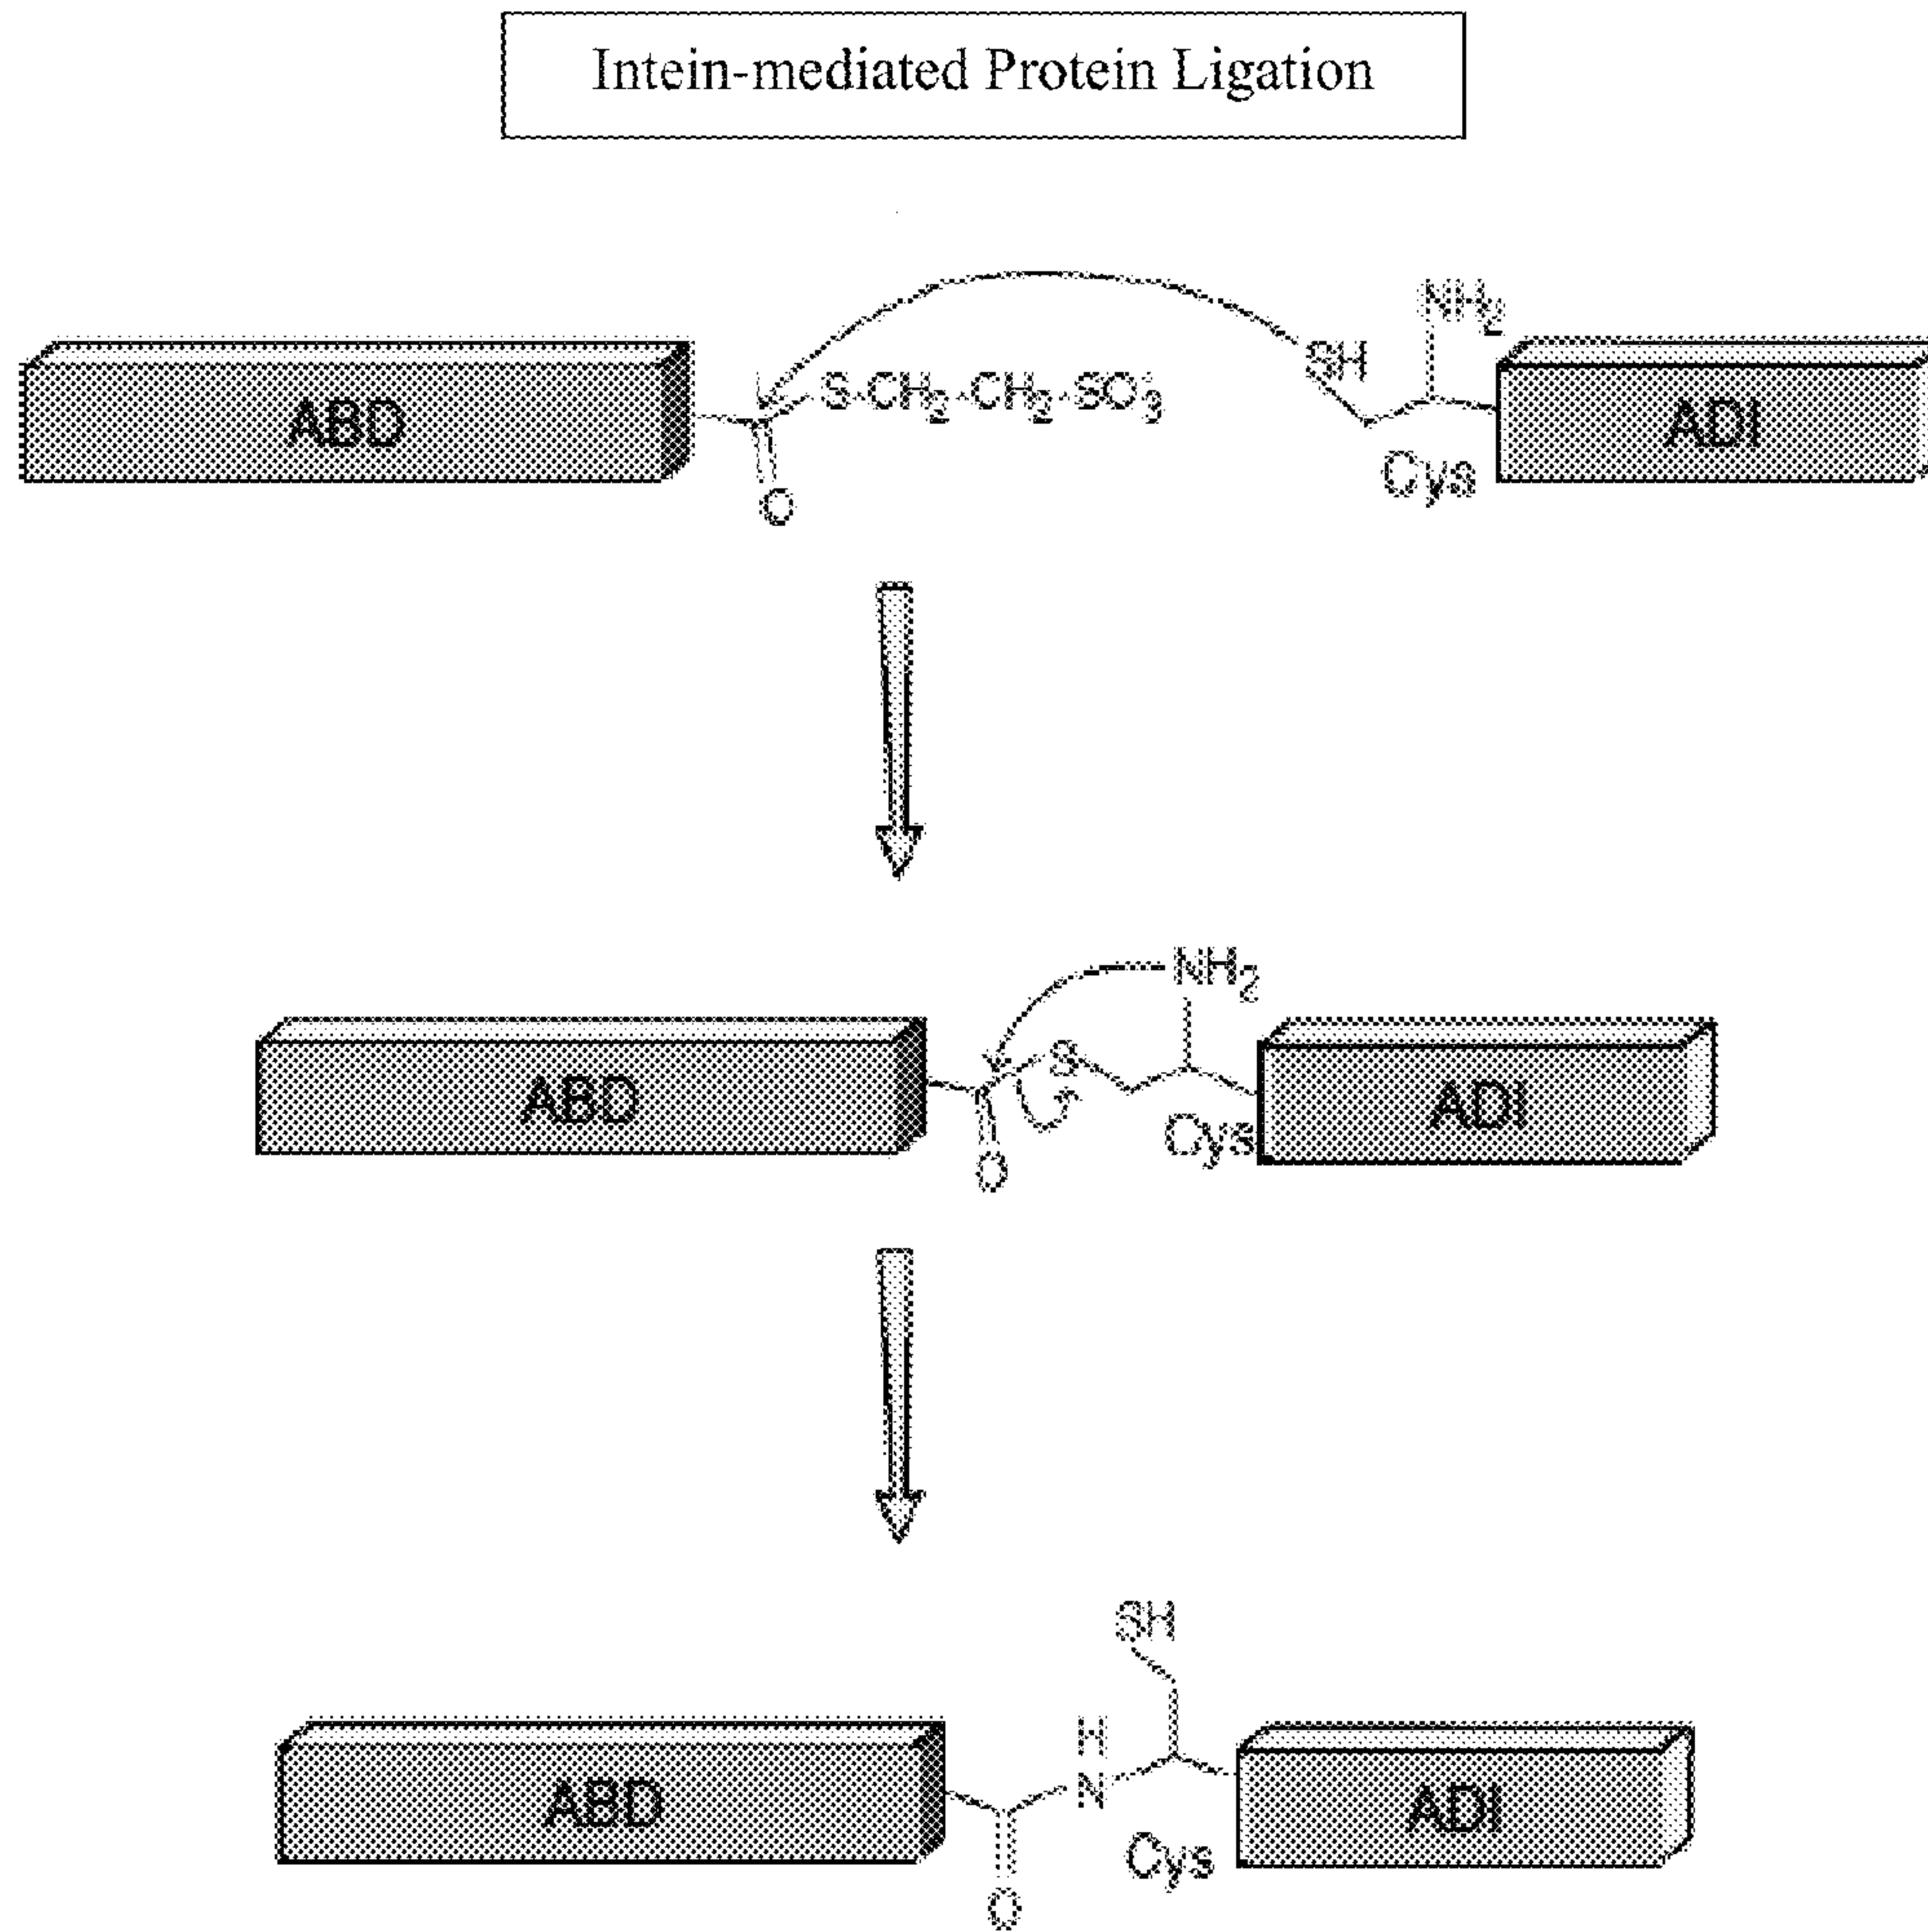 Intein-mediated Protein Ligation
NH₂
SH
ABD
S-CH₂-CH₂-SO₃
ADI
Cys
O
NH₂
S
ABD
ADI
Cys
O
SH
H
N
ABD
ADI
Cys
O